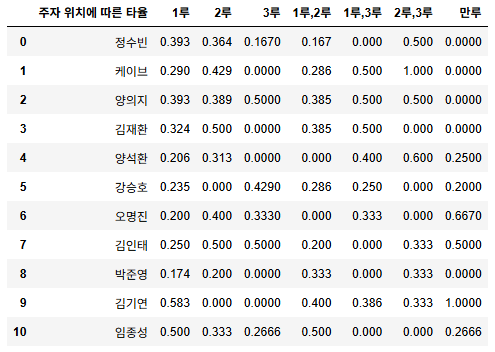 주자 위치에 따른 타율 1루 2루 3루 1루,2루 1루,3루 2루,3루 만루
0 정수빈 0.393 0.364 0.1670 0.167 0.000 0.500 0.0000
1 케이브 0.290 0.429 0.0000 0.286 0.500 1.000 0.0000
2 양의지 0.393 0.389 0.5000 0.385 0.500 0.500 0.0000
3 김재환 0.324 0.500 0.0000 0.385 0.500 0.000 0.0000
4 양석환 0.206 0.313 0.0000 0.000 0.400 0.600 0.2500
5 강승호 0.235 0.000 0.4290 0.286 0.250 0.000 0.2000
6 오명진 0.200 0.400 0.3330 0.000 0.333 0.000 0.6670
7 김인태 0.250 0.500 0.5000 0.200 0.000 0.333 0.5000
8 박준영 0.174 0.200 0.0000 0.333 0.000 0.333 0.0000
9 김기연 0.583 0.000 0.0000 0.400 0.386 0.333 1.0000
10 임종성 0.500 0.333 0.2666 0.500 0.000 0.000 0.2666